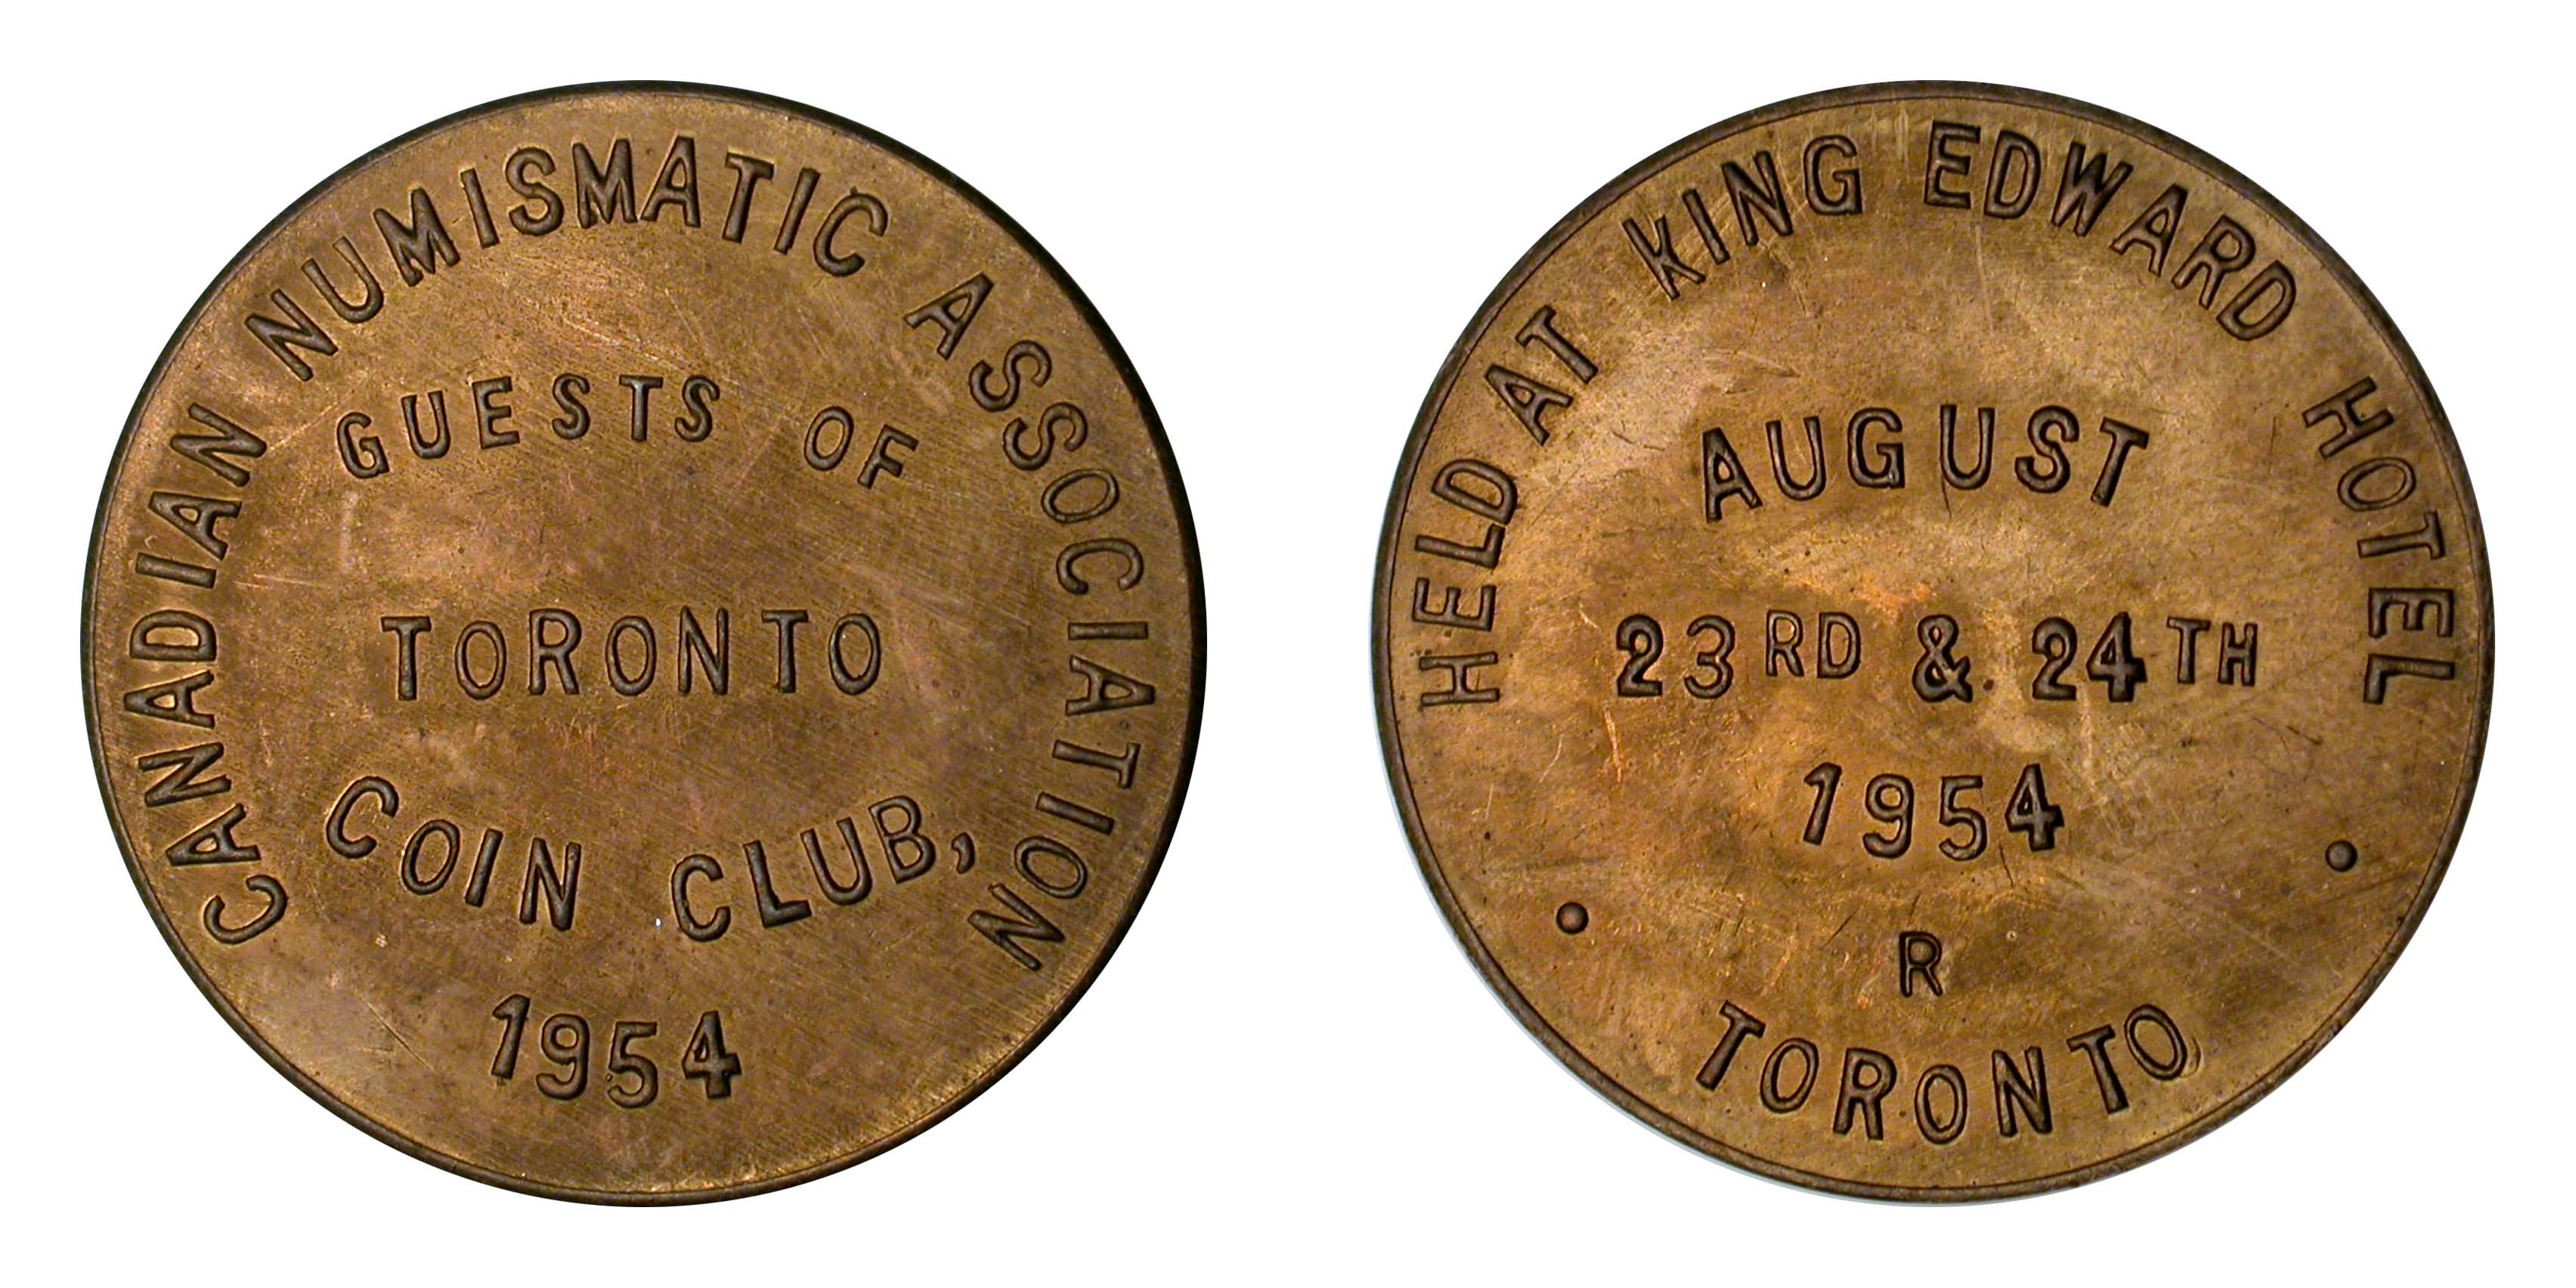 CANADIAN NUMISMATIC ASSOCIATION
GUESTS OF
TORONTO
COIN CLUB,
1954
HELD AT KING EDWARD HOTEL
AUGUST
23RD & 24TH
1954
R
TORONTO